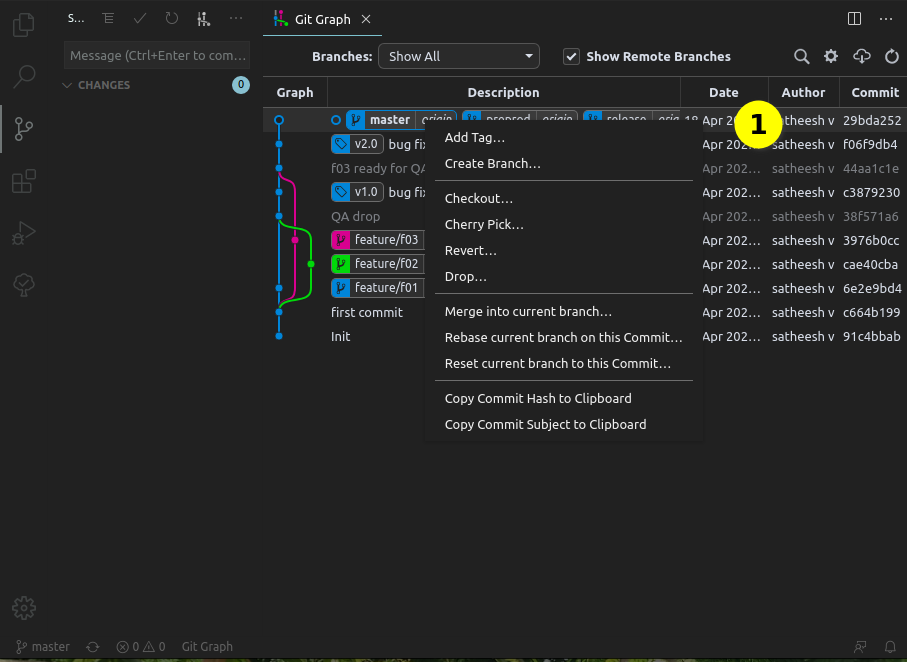 S...
Git Graph
Message (Ctrl+Enter to com...
CHANGES
0
Branches:
Show All
Show Remote Branches
Graph Description Date Author Commit
master origin preprod origin release orig 18 Apr 202 satheesh v 29bda252
1
v2.0 bug fix Apr 202... satheesh v f06f9db4
f03 ready for QA Apr 202... satheesh v 44aa1c1e
v1.0 bug fix Apr 202... satheesh v c3879230
QA drop Apr 202... satheesh v 38f571a6
feature/f03 Apr 202... satheesh v 3976b0cc
feature/f02 Apr 202... satheesh v cae40cba
feature/f01 Apr 202... satheesh v 6e2e9bd4
first commit Apr 202... satheesh v c664b199
Init Apr 202... satheesh v 91c4bbab
Add Tag...
Create Branch...
Checkout...
Cherry Pick...
Revert...
Drop...
Merge into current branch...
Rebase current branch on this Commit...
Reset current branch to this Commit...
Copy Commit Hash to Clipboard
Copy Commit Subject to Clipboard
master 0 0 Git Graph